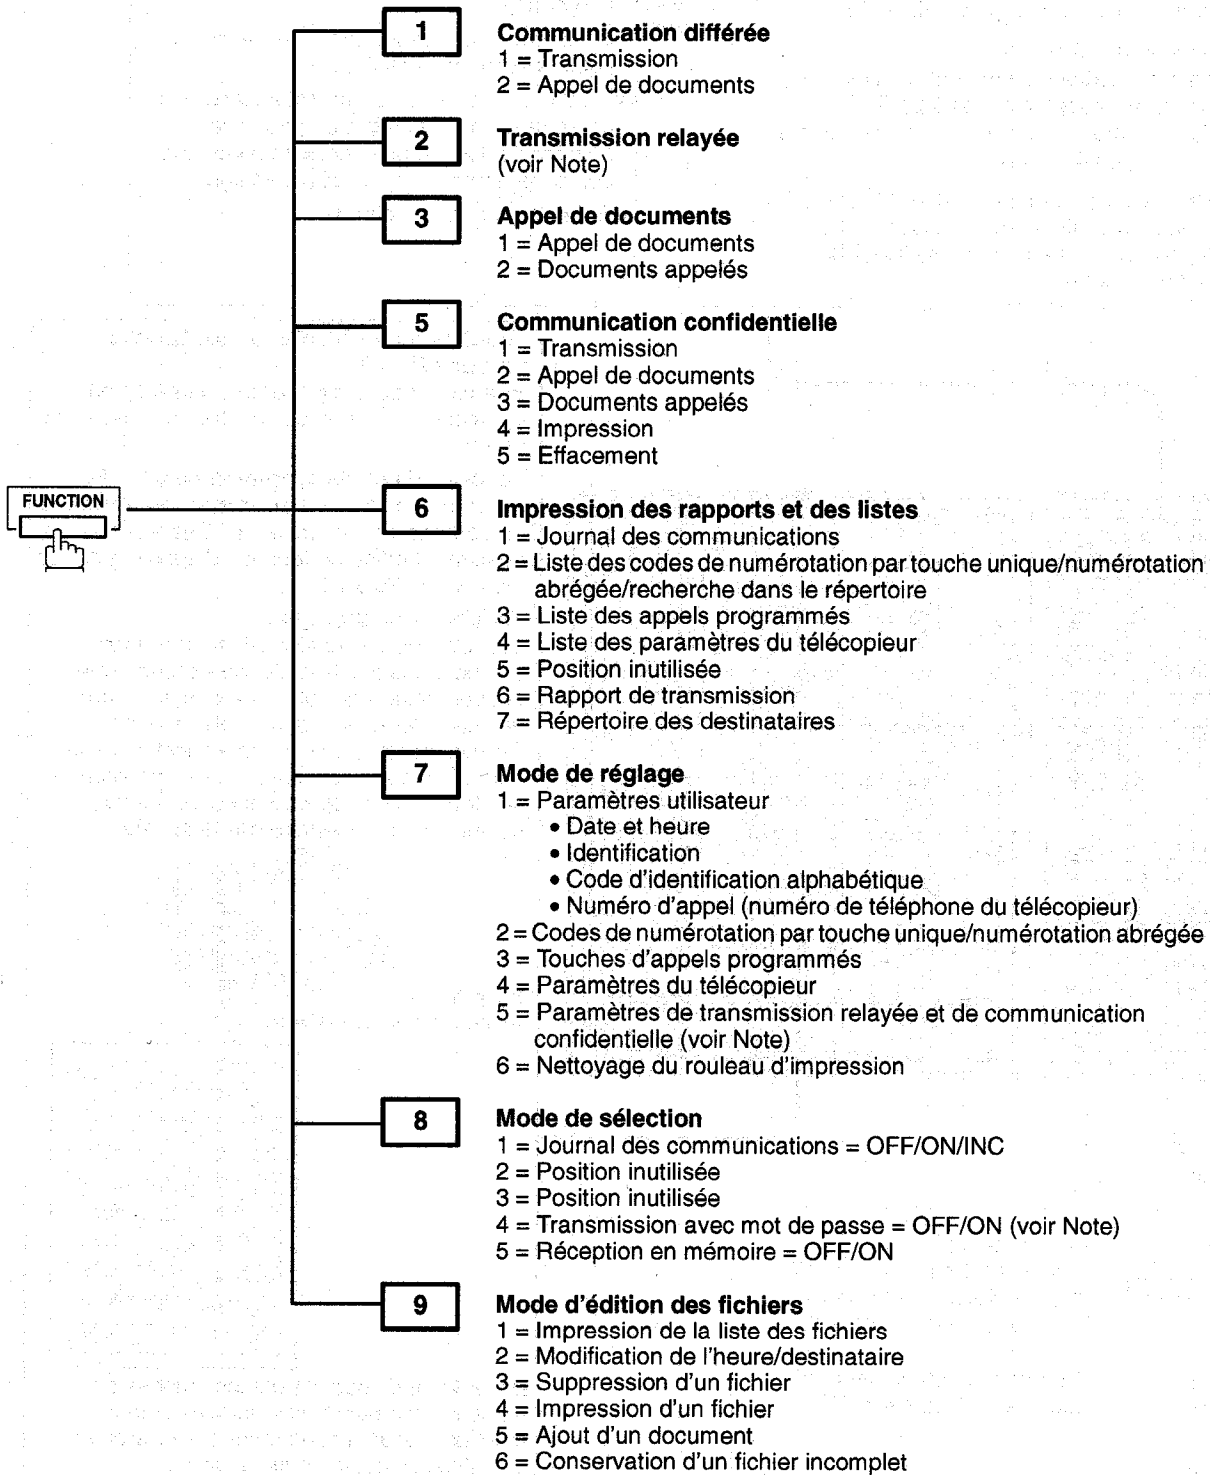 1
Communication différée
1 = Transmission
2 = Appel de documents
2
Transmission relayée
(voir Note)
3
Appel de documents
1 = Appel de documents
2 = Documents appelés
5
Communication confidentielle
1 = Transmission
2 = Appel de documents
3 = Documents appelés
4 = Impression
5 = Effacement
FUNCTION
6
Impression des rapports et des listes
1 = Journal des communications
2 = Liste des codes de numérotation par touche unique/numérotation
abrégée/recherche dans le répertoire
3 = Liste des appels programmés
4 = Liste des paramètres du télécopieur
5 = Position inutilisée
6 = Rapport de transmission
7 = Répertoire des destinataires
7
Mode de réglage
1 = Paramètres utilisateur
• Date et heure
• Identification
• Code d'identification alphabétique
• Numéro d'appel (numéro de téléphone du télécopieur)
2 = Codes de numérotation par touche unique/numérotation abrégée
3 = Touches d'appels programmés
4 = Paramètres du télécopieur
5 = Paramètres de transmission relayée et de communication
confidentielle (voir Note)
6 = Nettoyage du rouleau d'impression
8
Mode de sélection
1 = Journal des communications = OFF/ON/INC
2 = Position inutilisée
3 = Position inutilisée
4 = Transmission avec mot de passe = OFF/ON (voir Note)
5 = Réception en mémoire = OFF/ON
9
Mode d'édition des fichiers
1 = Impression de la liste des fichiers
2 = Modification de l'heure/destinataire
3 = Suppression d'un fichier
4 = Impression d'un fichier
5 = Ajout d'un document
6 = Conservation d'un fichier incomplet